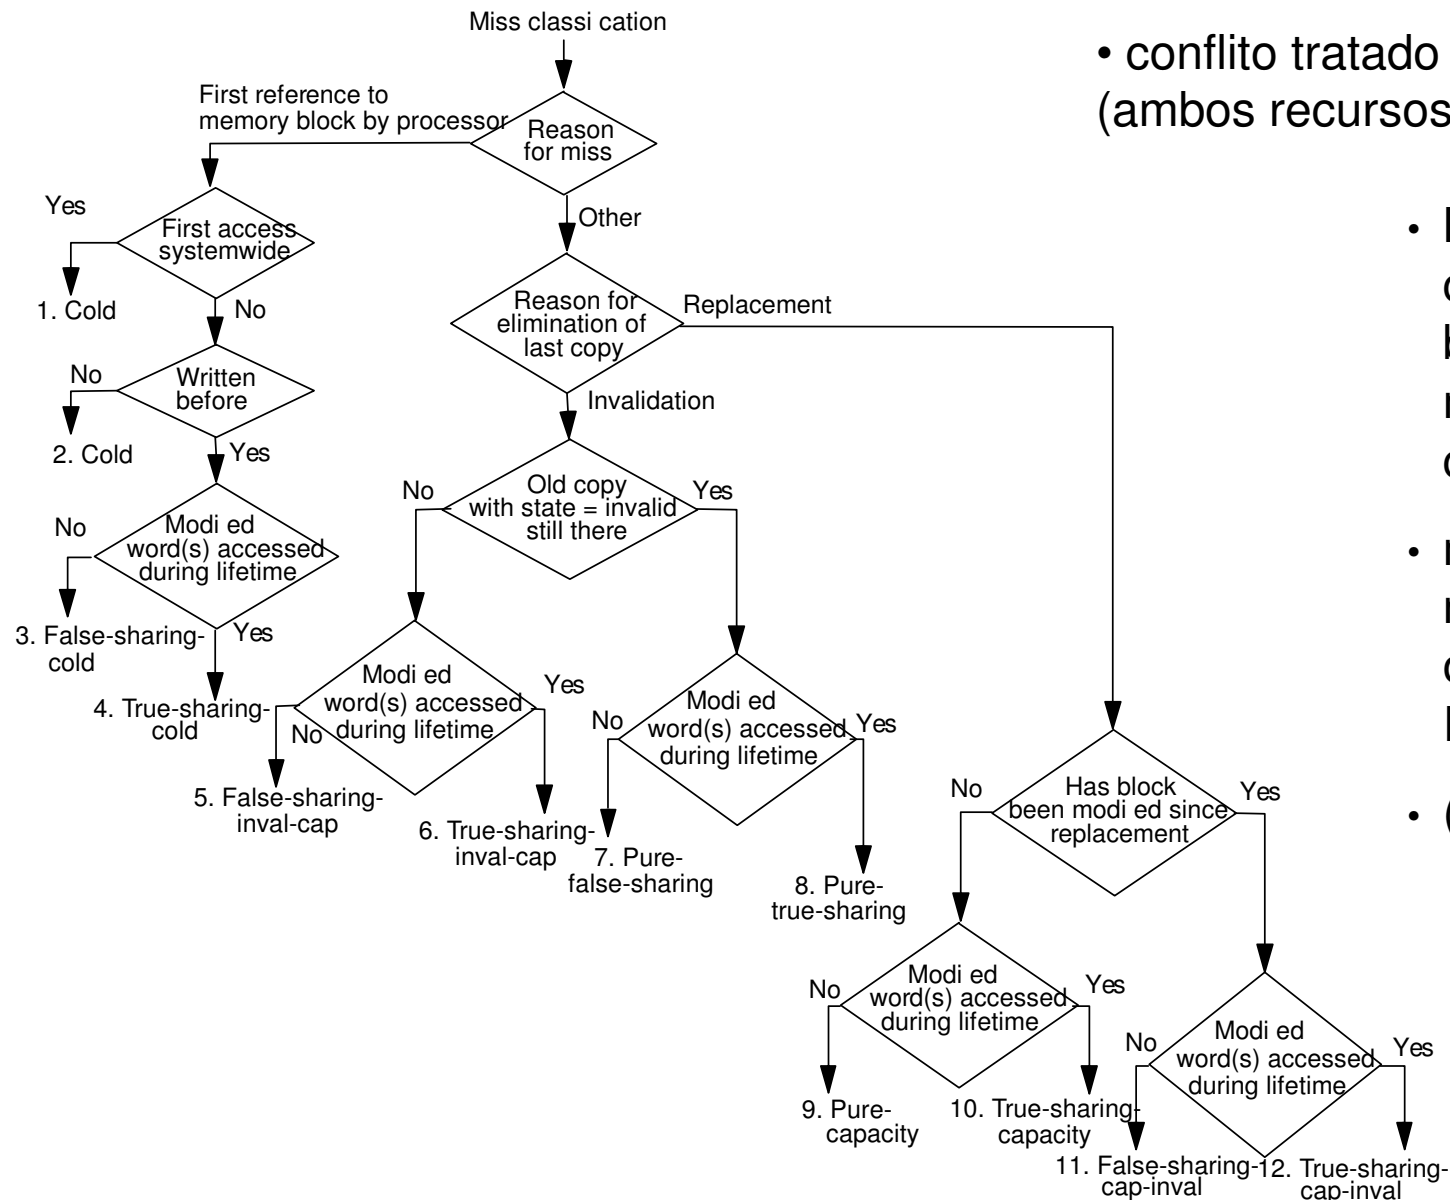 Miss classi cation
• conflito tratado
(ambos recursos
First reference to
memory block by processor
Reason
for miss
Yes
First access
systemwide
Other
1. Cold
No
Reason for
elimination of
last copy
Replacement
No
Written
before
Invalidation
2. Cold
Yes
No
Old copy
with state = invalid
still there
Yes
No
Modi ed
word(s) accessed
during lifetime
3. False-sharing-
cold
Yes
4. True-sharing-
cold
Modi ed
word(s) accessed
during lifetime
No
Yes
5. False-sharing-
inval-cap
6. True-sharing-
inval-cap
No
Modi ed
word(s) accessed
during lifetime
Yes
7. Pure-
false-sharing
8. Pure-
true-sharing
No
Has block
been modi ed since
replacement
Yes
No
Modi ed
word(s) accessed
during lifetime
Yes
9. Pure-
capacity
10. True-sharing-
capacity
No
Modi ed
word(s) accessed
during lifetime
Yes
11. False-sharing-
cap-inval
12. True-sharing-
cap-inval